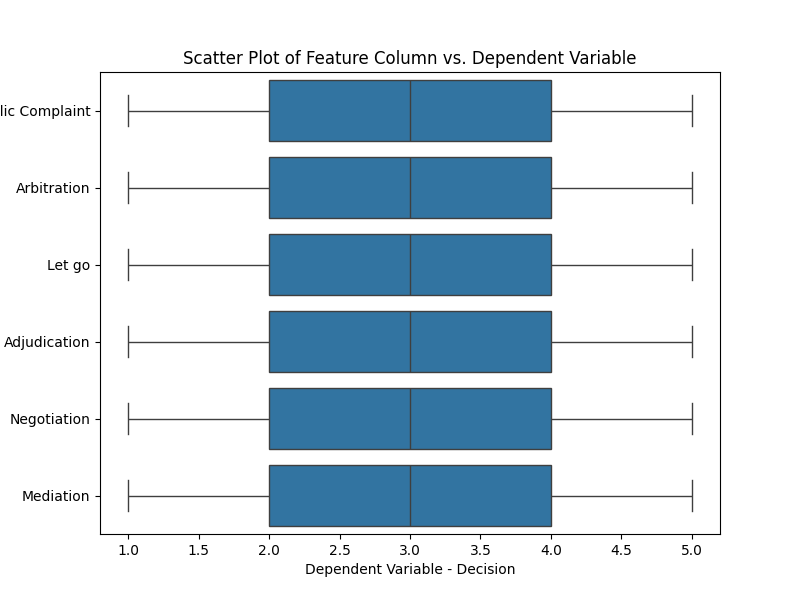 Scatter Plot of Feature Column vs. Dependent Variable
lic Complaint
Arbitration
Let go
Adjudication
Negotiation
Mediation
1.0 1.5 2.0 2.5 3.0 3.5 4.0 4.5 5.0
Dependent Variable - Decision